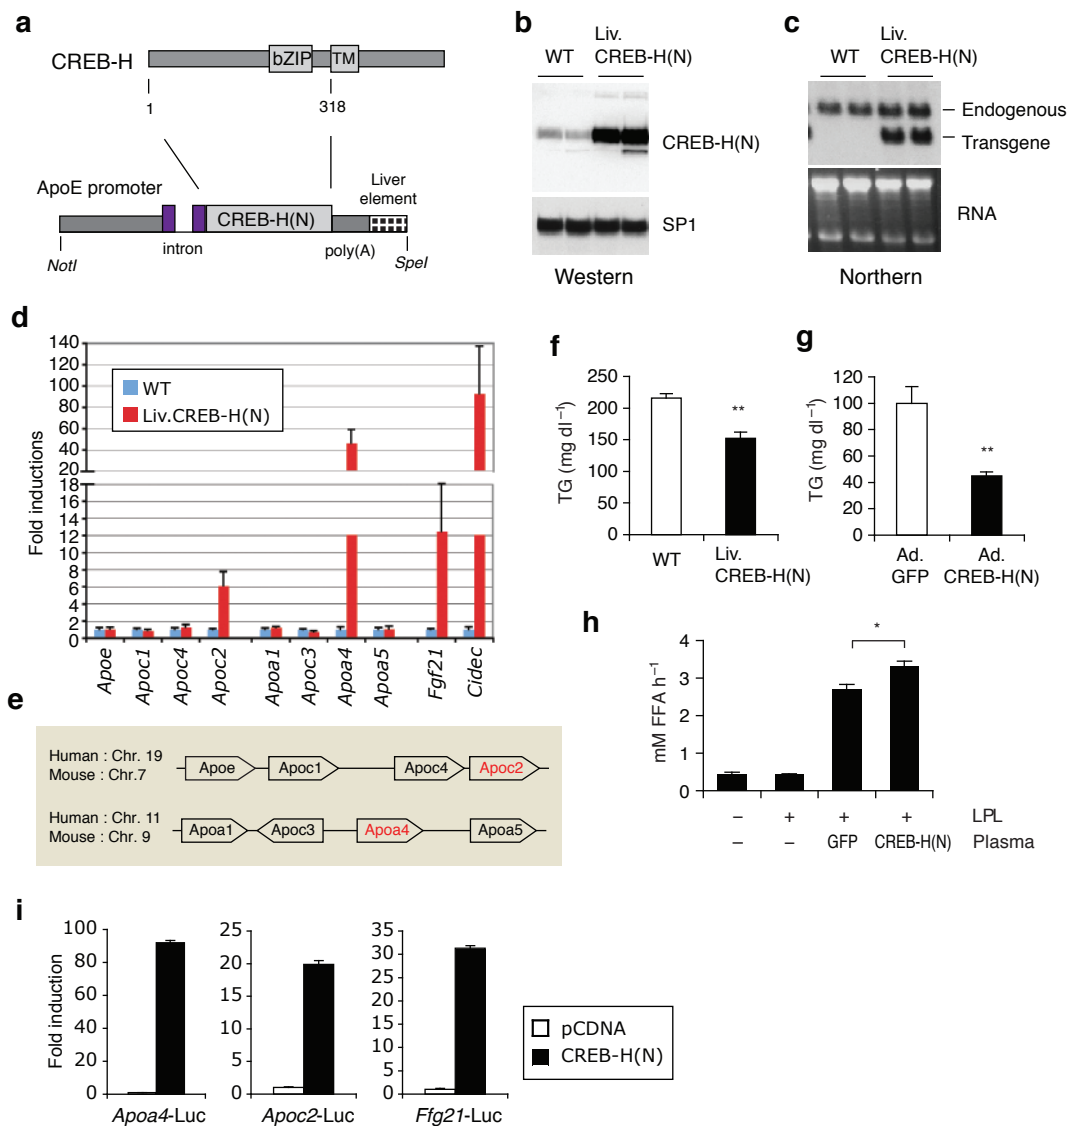 a
CREB-H
bZIP
TM
1
318
ApoE promoter
Liver
element
CREB-H(N)
intron
poly(A)
NotI
SpeI
b
WT
Liv.
CREB-H(N)
CREB-H(N)
SP1
Western
c
WT
Liv.
CREB-H(N)
Endogenous
Transgene
RNA
Northern
d
Fold inductions
140
120
100
80
60
40
20
18
16
14
12
10
8
6
4
2
0
WT
Liv.CREB-H(N)
Apoe
Apoc1
Apoc4
Apoc2
Apoa1
Apoc3
Apoa4
Apoa5
Fgf21
Cidec
e
Human : Chr. 19
Mouse : Chr.7
Apoe
Apoc1
Apoc4
Apoc2
Human : Chr. 11
Mouse : Chr. 9
Apoa1
Apoc3
Apoa4
Apoa5
f
TG (mg dl⁻¹)
250
200
150
100
50
0
**
WT
Liv.
CREB-H(N)
g
TG (mg dl⁻¹)
120
100
80
60
40
20
0
**
Ad.
GFP
Ad.
CREB-H(N)
h
mM FFA h⁻¹
4
3
2
1
0
*
– + + + LPL
– – GFP CREB-H(N) Plasma
i
Fold induction
100
80
60
40
20
0
Apoa4-Luc
25
20
15
10
5
0
Apoc2-Luc
35
30
25
20
15
10
5
0
Ffg21-Luc
pCDNA
CREB-H(N)